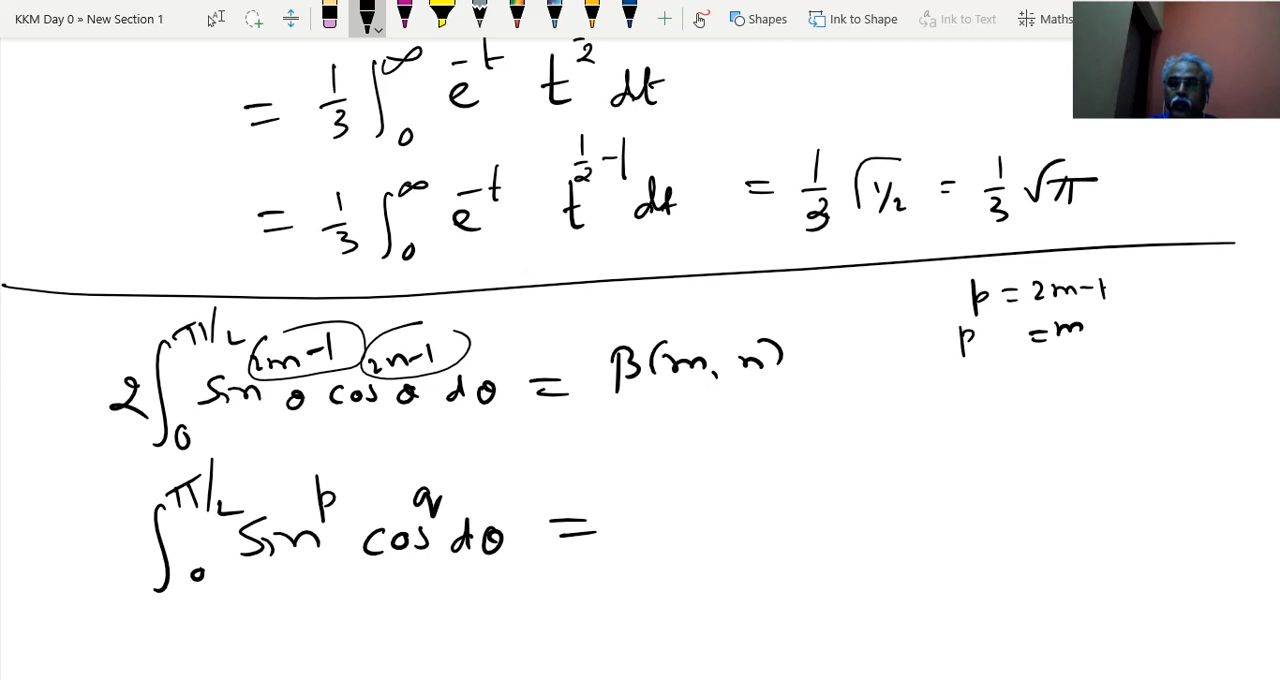 KKM Day 0 » New Section 1 Shapes Ink to Shape Ink to Text Maths
= 1/3 ∫₀^∞ e^-t t^-2 dt
= 1/3 ∫₀^∞ e^-t t^(1/2 -1) dt = 1/3 Γ1/2 = 1/3 √π
p = 2m-1
p = m
2 ∫₀^π/2 sin^(2m-1) θ cos^(2n-1) θ dθ = β(m, n)
∫₀^π/2 sin^p cos^q dθ =